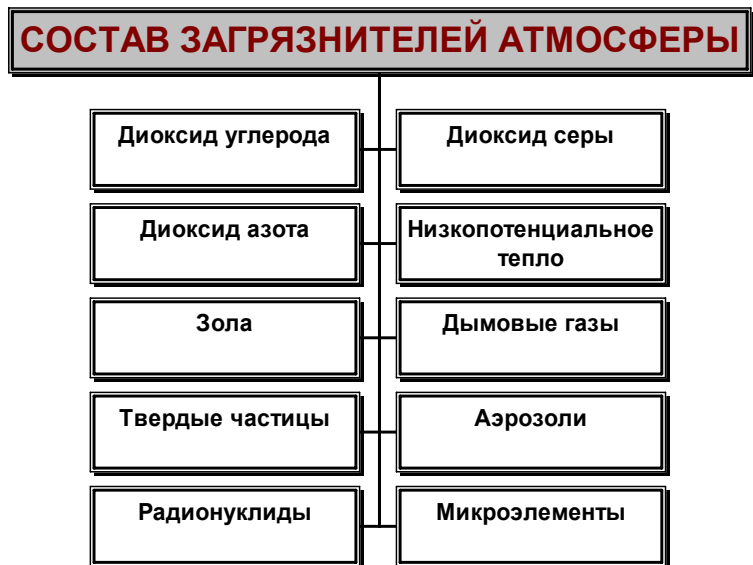 СОСТАВ ЗАГРЯЗНИТЕЛЕЙ АТМОСФЕРЫ
Диоксид углерода
Диоксид серы
Диоксид азота
Низкопотенциальное
тепло
Зола
Дымовые газы
Твердые частицы
Аэрозоли
Радионуклиды
Микроэлементы